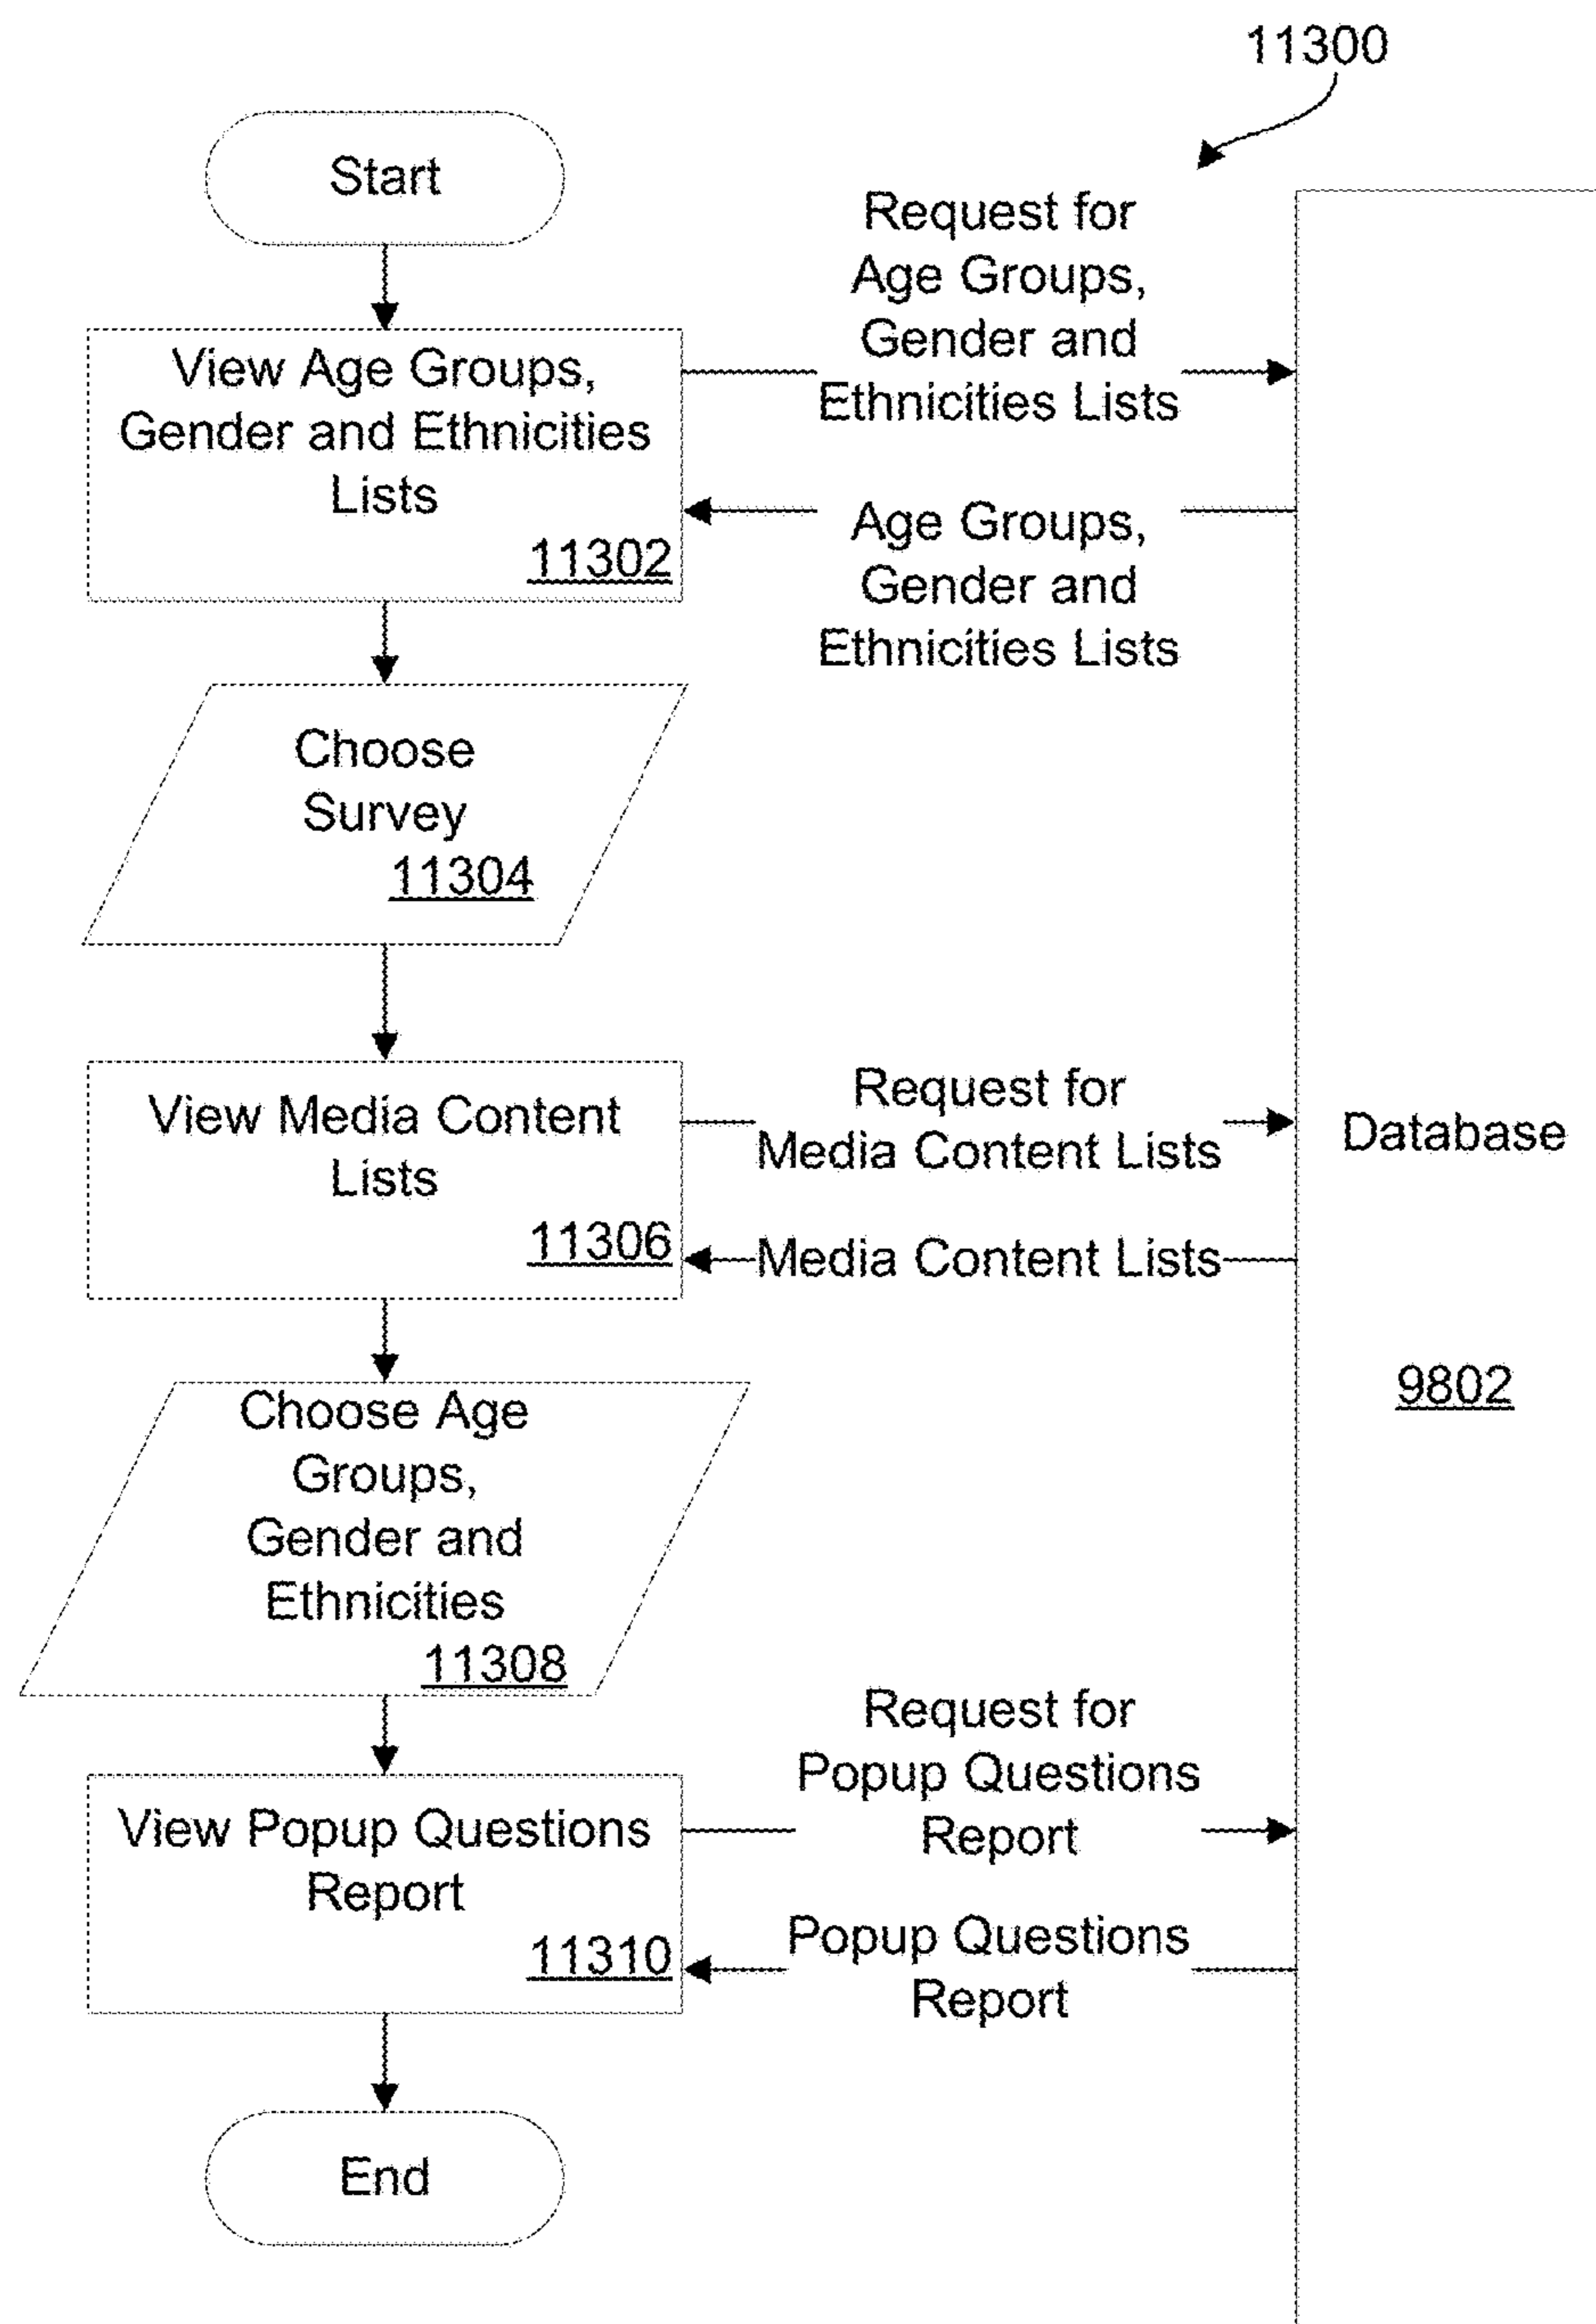 11300
Start
Request for
Age Groups,
Gender and
Ethnicities Lists
View Age Groups,
Gender and Ethnicities
Lists
11302
Age Groups,
Gender and
Ethnicities Lists
Choose
Survey
11304
View Media Content
Lists
11306
Request for
Media Content Lists
Media Content Lists
Database
9802
Choose Age
Groups,
Gender and
Ethnicities
11308
Request for
Popup Questions
Report
View Popup Questions
Report
11310
Popup Questions
Report
End